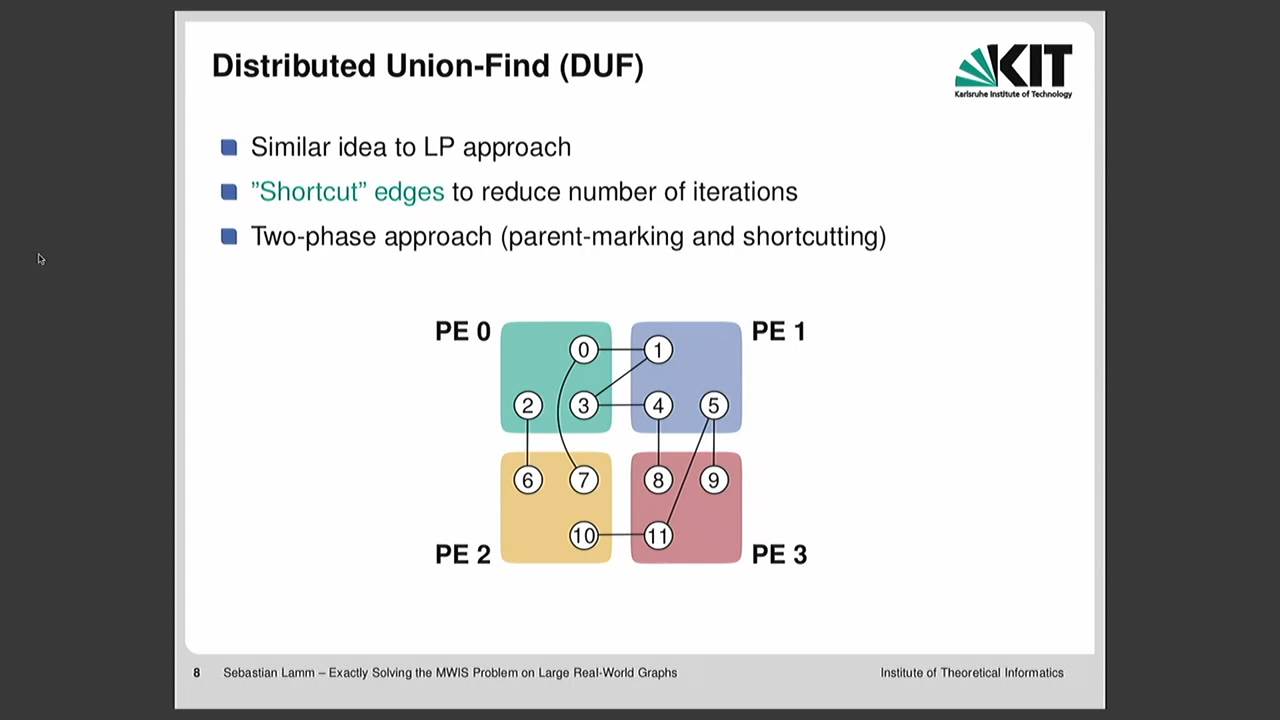 Distributed Union-Find (DUF)
KIT
Karlsruhe Institute of Technology
Similar idea to LP approach
”Shortcut” edges to reduce number of iterations
Two-phase approach (parent-marking and shortcutting)
PE 0
PE 1
0
1
2
3
4
5
6
7
8
9
10
11
PE 2
PE 3
8
Sebastian Lamm – Exactly Solving the MWIS Problem on Large Real-World Graphs
Institute of Theoretical Informatics